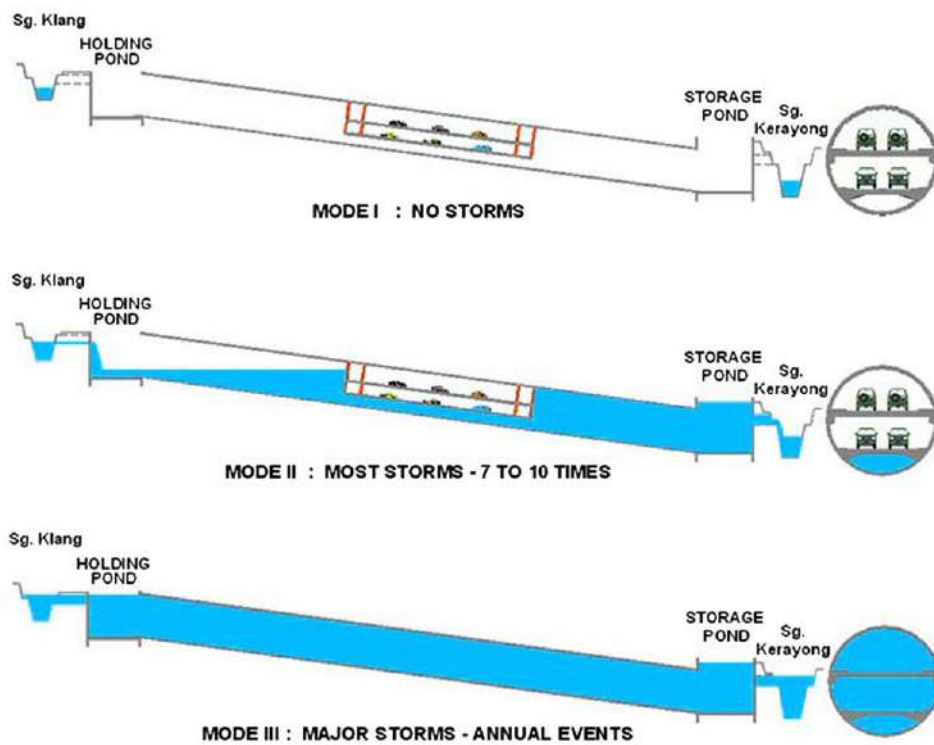 Sg. Klang
HOLDING
POND
STORAGE
POND
Sg.
Kerayong
MODE I : NO STORMS
Sg. Klang
HOLDING
POND
STORAGE
POND
Sg.
Kerayong
MODE II : MOST STORMS - 7 TO 10 TIMES
Sg. Klang
HOLDING
POND
STORAGE
POND
Sg.
Kerayong
MODE III : MAJOR STORMS - ANNUAL EVENTS